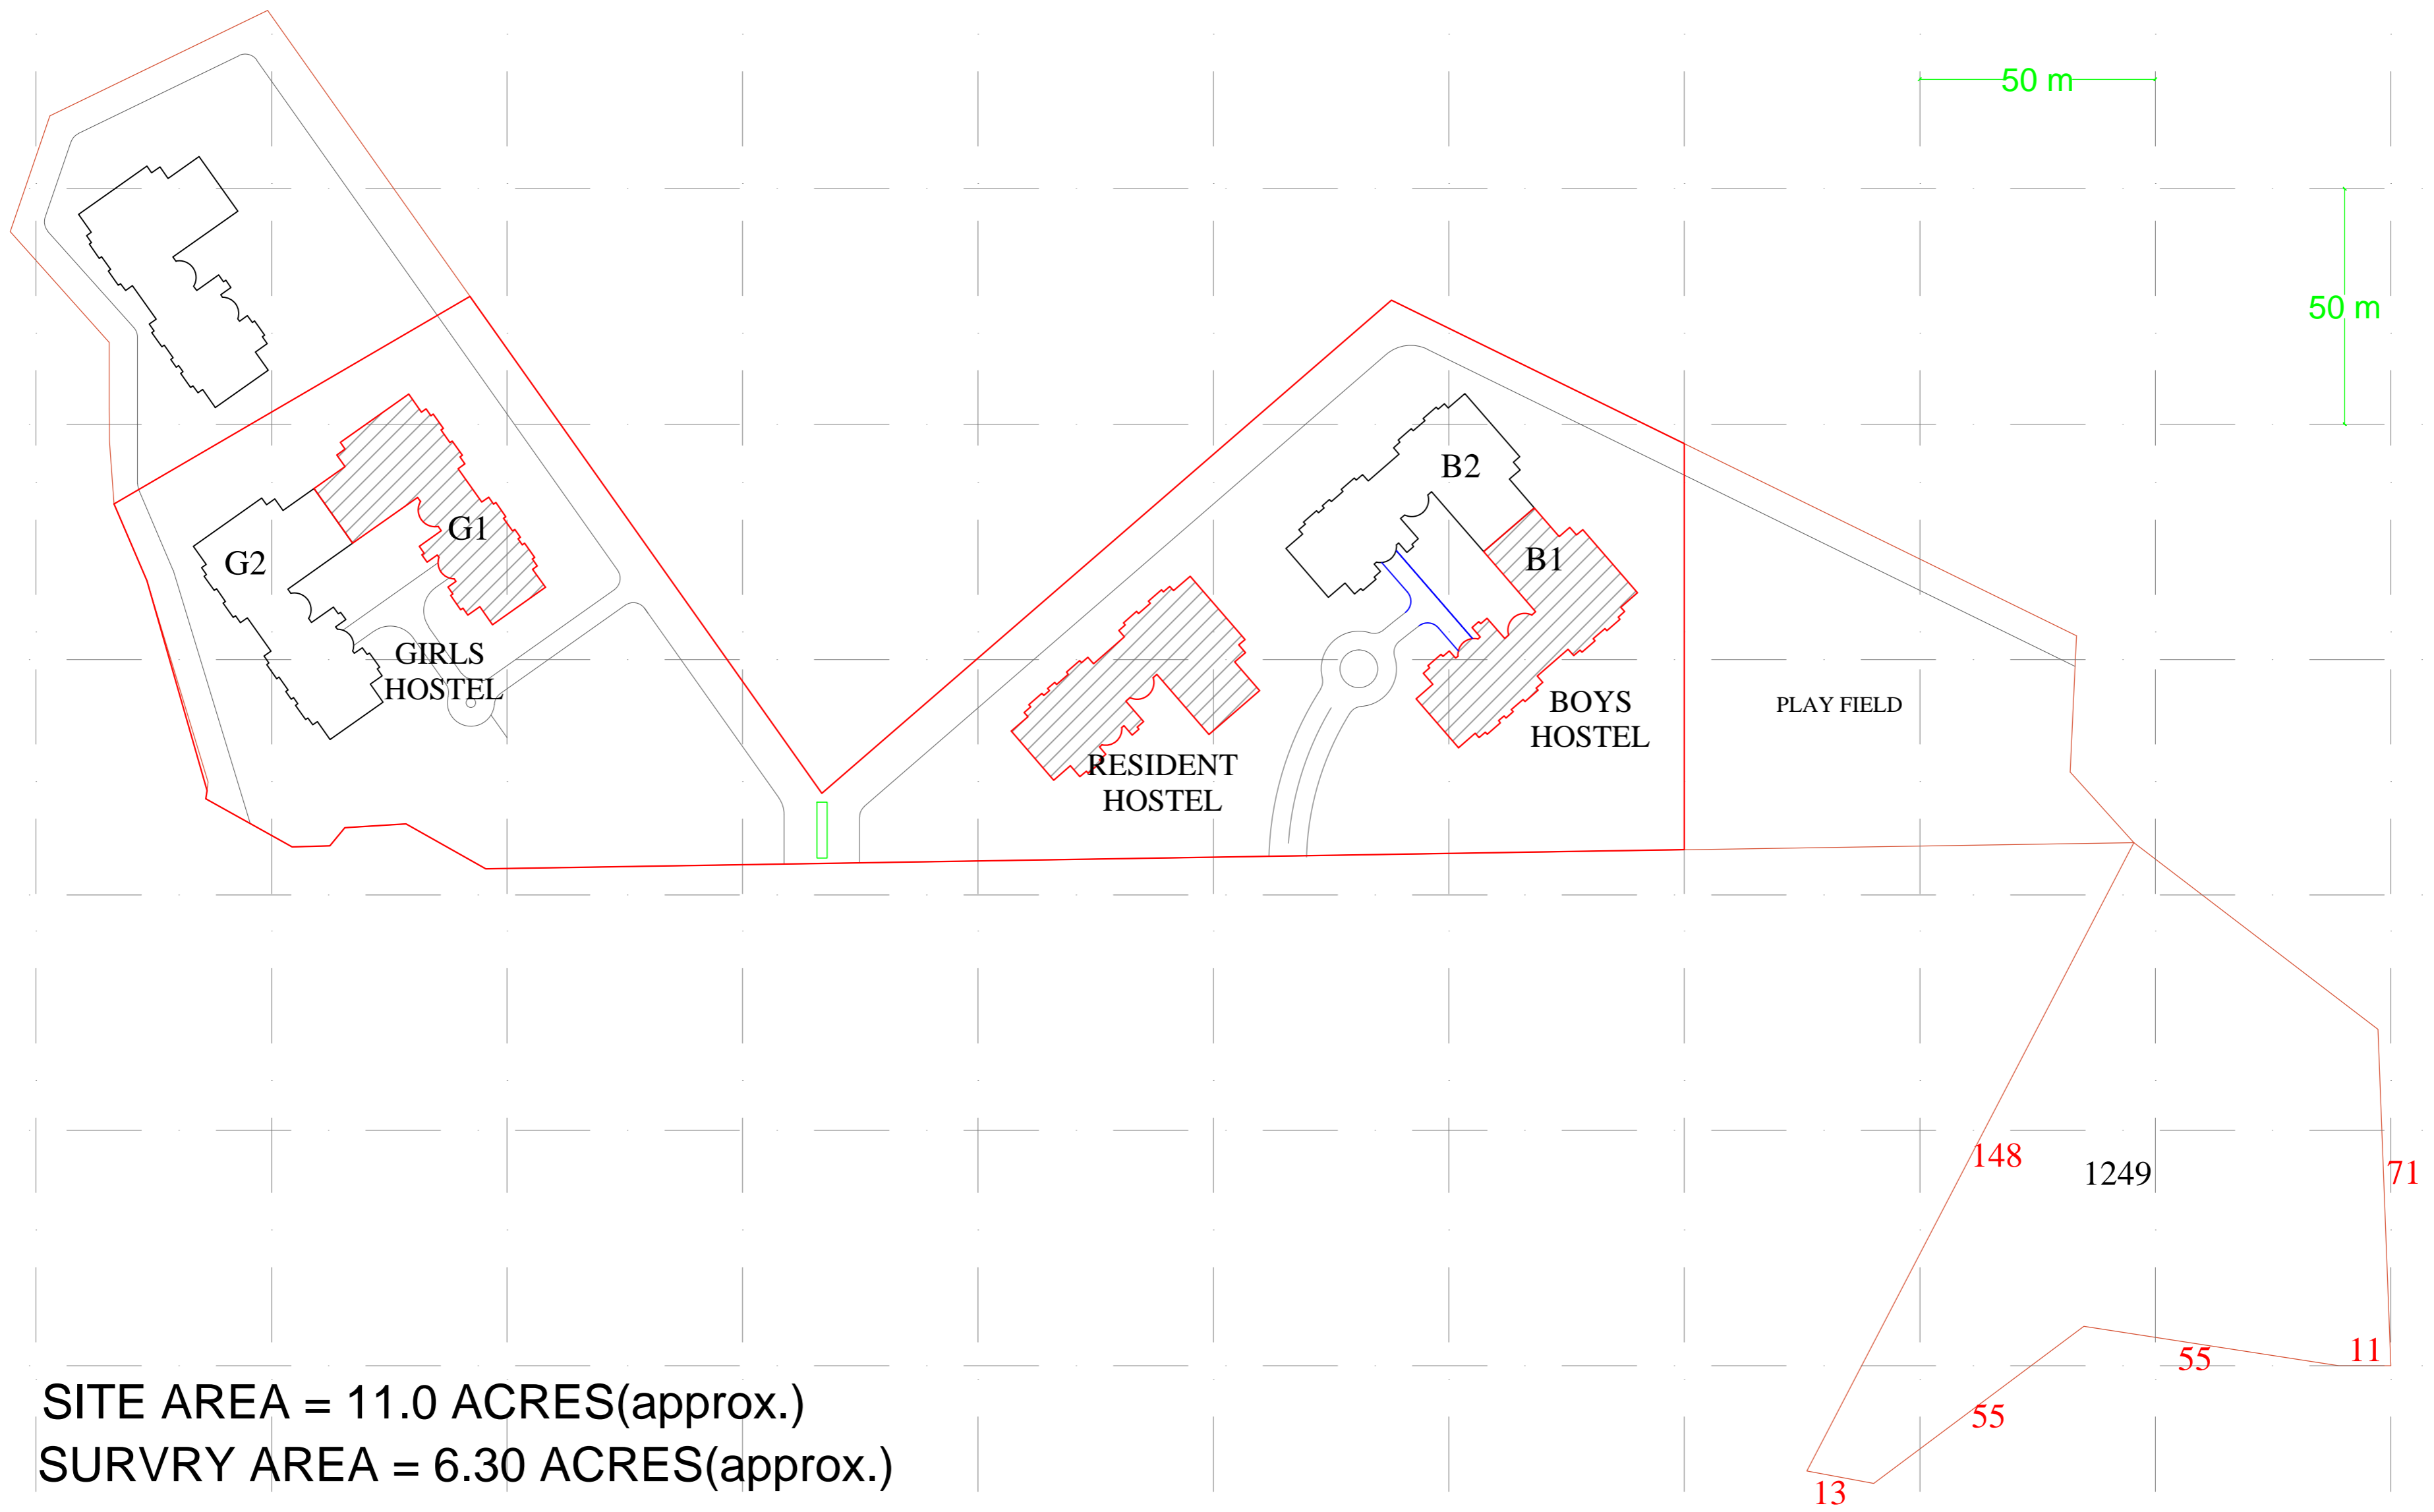 50 m
50 m
B2
G1
B1
G2
GIRLS
HOSTEL
BOYS
HOSTEL
PLAY FIELD
RESIDENT
HOSTEL
148
1249
71
11
55
55
13
SITE AREA = 11.0 ACRES(approx.)
SURVRY AREA = 6.30 ACRES(approx.)